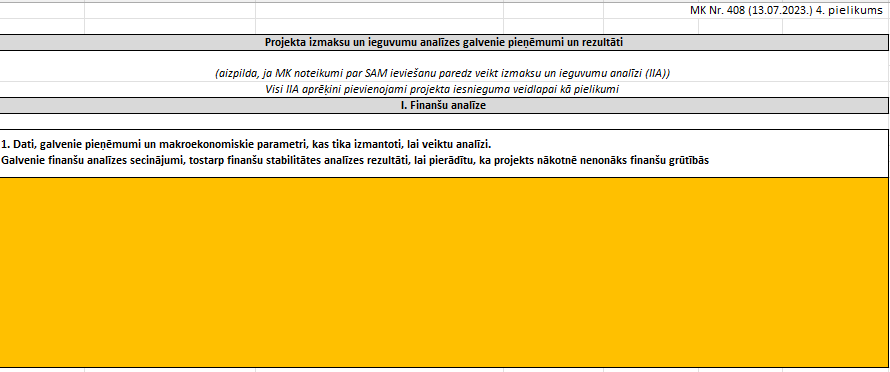 MK Nr. 408 (13.07.2023.) 4. pielikums
Projekta izmaksu un ieguvumu analīzes galvenie pieņēmumi un rezultāti
(aizpilda, ja MK noteikumi par SAM ieviešanu paredz veikt izmaksu un ieguvumu analīzi (IIA))
Visi IIA aprēķini pievienojami projekta iesnieguma veidlapai kā pielikumi
I. Finanšu analīze
1. Dati, galvenie pieņēmumi un makroekonomiskie parametri, kas tika izmantoti, lai veiktu analīzi.
Galvenie finanšu analīzes secinājumi, tostarp finanšu stabilitātes analīzes rezultāti, lai pierādītu, ka projekts nākotnē nenonāks finanšu grūtībās